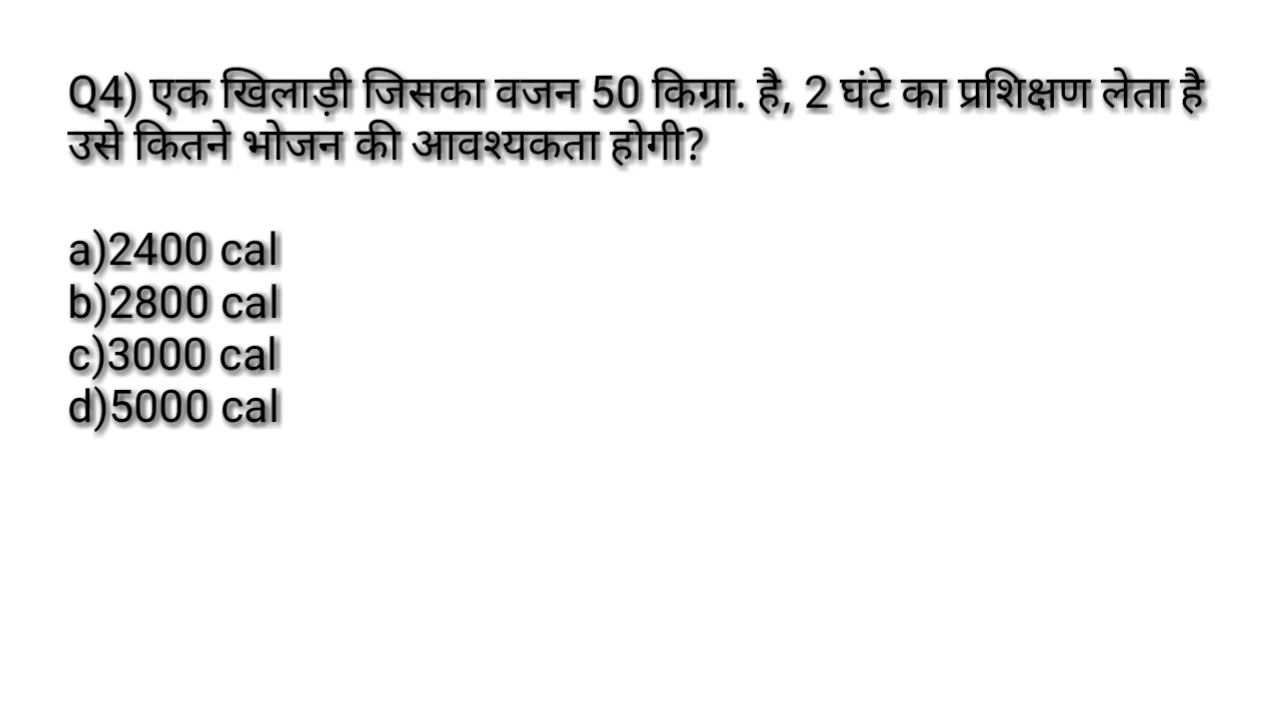 Q4) एक खिलाड़ी जिसका वजन 50 किग्रा. है, 2 घंटे का प्रशिक्षण लेता है
उसे कितने भोजन की आवश्यकता होगी?
a)2400 cal
b)2800 cal
c)3000 cal
d)5000 cal